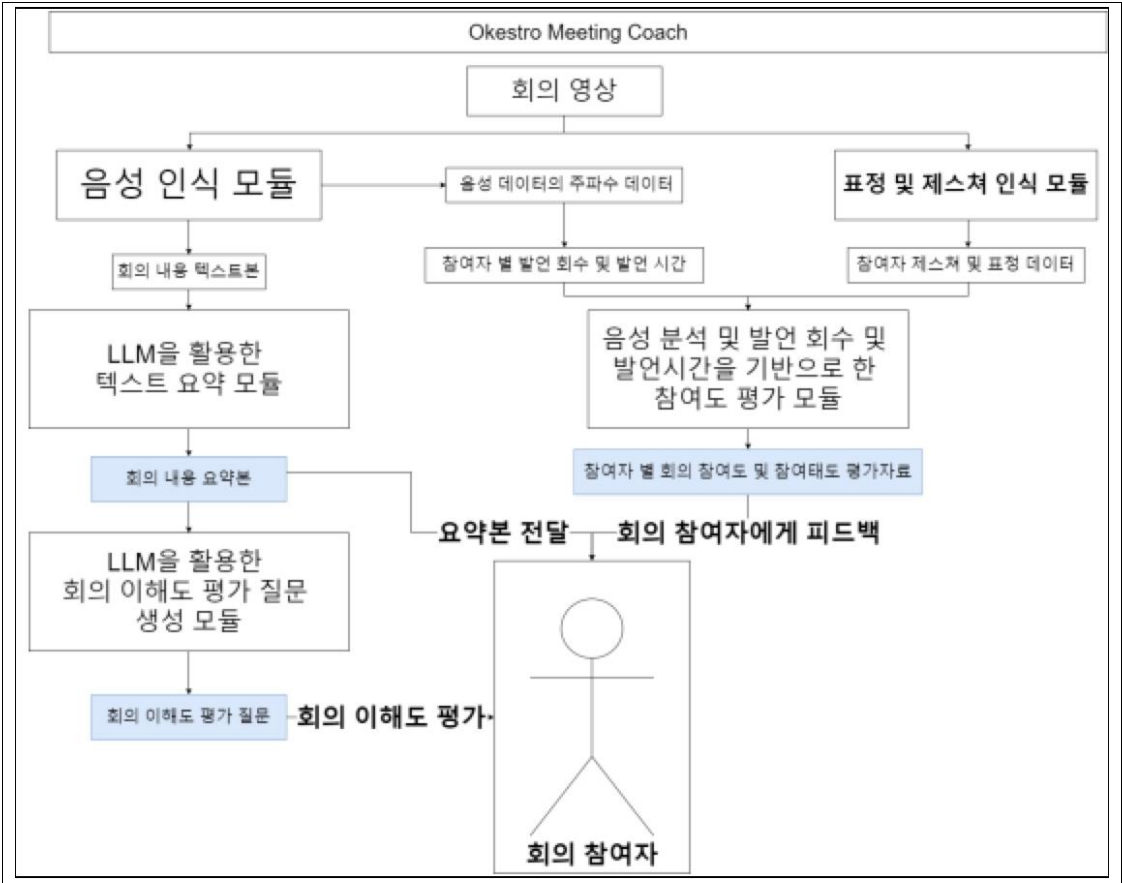 Okestro Meeting Coach
회의 영상
음성 인식 모듈
음성 데이터의 주파수 데이터
표정 및 제스쳐 인식 모듈
회의 내용 텍스트본
참여자 별 발언 회수 및 발언 시간
참여자 제스쳐 및 표정 데이터
LLM을 활용한
텍스트 요약 모듈
음성 분석 및 발언 회수 및
발언시간을 기반으로 한
참여도 평가 모듈
회의 내용 요약본
참여자 별 회의 참여도 및 참여태도 평가자료
요약본 전달
회의 참여자에게 피드백
LLM을 활용한
회의 이해도 평가 질문
생성 모듈
회의 이해도 평가 질문
회의 이해도 평가
회의 참여자